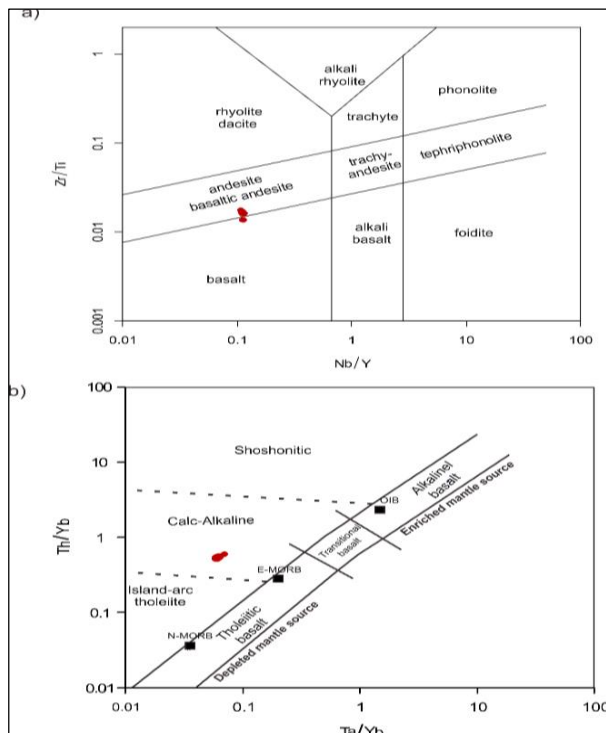 a)
1
0.1
0.01
0.001
Zr/Ti
alkali
rhyolite
phonolite
rhyolite
dacite
trachyte
tephriphonolite
trachy-
andesite
andesite
basaltic andesite
alkali
basalt
foidite
basalt
0.01
0.1
1
10
100
Nb/Y
b)
100
10
1
0.1
0.01
Th/Yb
Shoshonitic
Alkalinel
basalt
OIB
Enriched mantle source
Calc-Alkaline
Transitional
basalt
E-MORB
Island-arc
tholeiite
Tholeiitic
basalt
N-MORB
Depleted mantle source
0.01
0.1
1
10
100
Ta/Yb